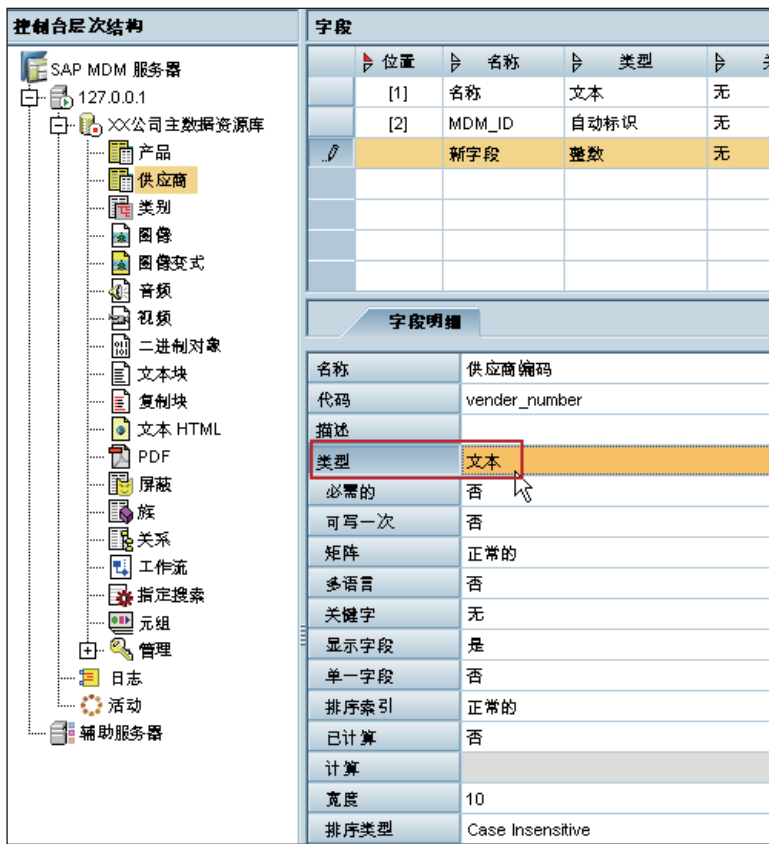 控制台层次结构
SAP MDM 服务器
127.0.0.1
XX公司主数据资源库
产品
供应商
类别
图像
图像变式
音频
视频
二进制对象
文本块
复制块
文本 HTML
PDF
屏蔽
族
关系
工作流
指定搜索
元组
管理
日志
活动
辅助服务器
字段
位置 名称 类型
[1] 名称 文本 无
[2] MDM_ID 自动标识 无
新字段 整数 无
字段明细
名称 供应商编码
代码 vender_number
描述
类型 文本
必需的 否
可写一次 否
矩阵 正常的
多语言 否
关键字 无
显示字段 是
单一字段 否
排序索引 正常的
已计算 否
计算
宽度 10
排序类型 Case Insensitive